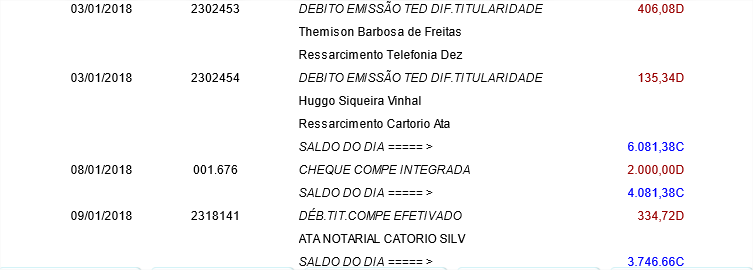 03/01/2018 2302453 DEBITO EMISSÃO TED DIF.TITULARIDADE 406,08D
Themison Barbosa de Freitas
Ressarcimento Telefonia Dez
03/01/2018 2302454 DEBITO EMISSÃO TED DIF.TITULARIDADE 135,34D
Huggo Siqueira Vinhal
Ressarcimento Cartorio Ata
SALDO DO DIA ===== > 6.081,38C
08/01/2018 001.676 CHEQUE COMPE INTEGRADA 2.000,00D
SALDO DO DIA ===== > 4.081,38C
09/01/2018 2318141 DÉB.TIT.COMPE EFETIVADO 334,72D
ATA NOTARIAL CATORIO SILV
SALDO DO DIA ===== > 3.746,66C